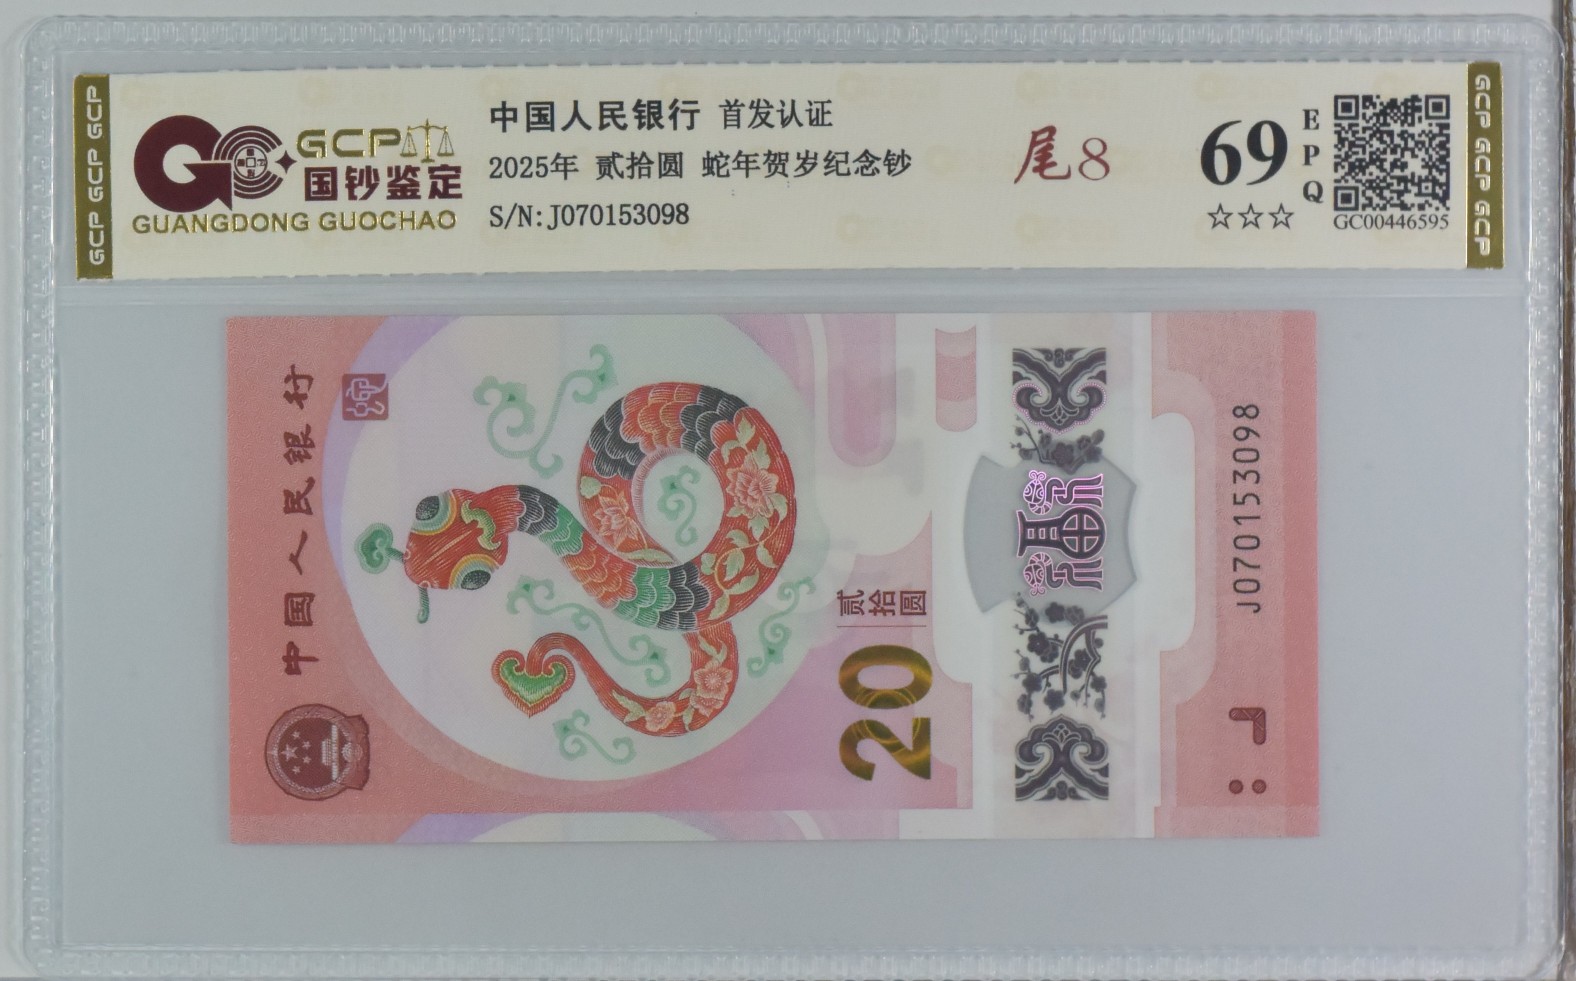 GCP GCP GCP
GCP
国钞鉴定
GUANGDONG GUOCHAO
中国人民银行 首发认证
2025年 贰拾圆 蛇年贺岁纪念钞
S/N:J070153098
尾8
69
EPQ
☆☆☆
GC00446595
GCP GCP GCP
中国人民银行
贰拾圆
20
福
J070153098